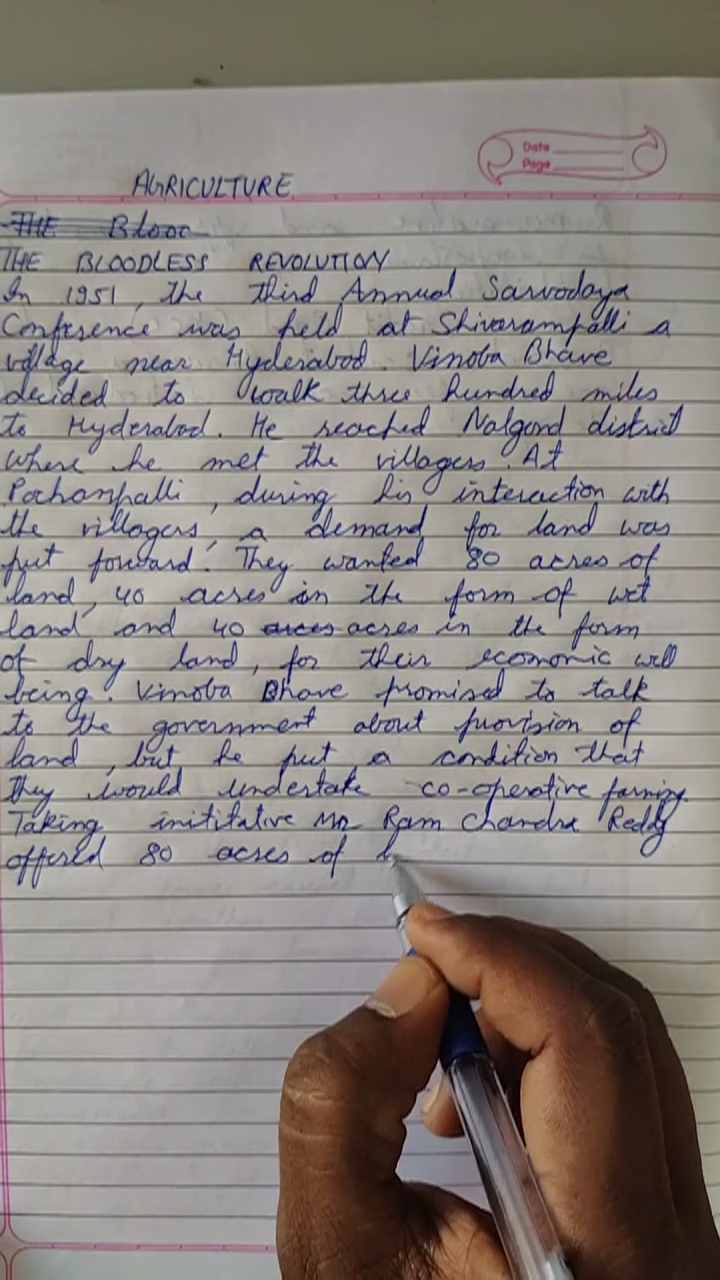 Date
Page
AGRICULTURE
THE Blooo
THE BLOODLESS REVOLUTION
In 1951, the third Annual Sarvodaya
Conference was held at Shivarampalli a
village near Hyderabad. Vinoba Bhave
decided to walk three hundred miles
to Hyderabad. He reached Nalgond district
where he met the villagers. At
Pochampalli, during his interaction with
the villagers, a demand for land was
put forward. They wanted 80 acres of
land, 40 acres in the form of wet
land and 40 acres acres in the form
of dry land, for their economic well
being. Vinoba Bhave promised to talk
to the government about provision of
land, but he put a condition that
they would undertake co-operative farming.
Taking inititative Mr Ram Chandra Reddy
offered 80 acres of